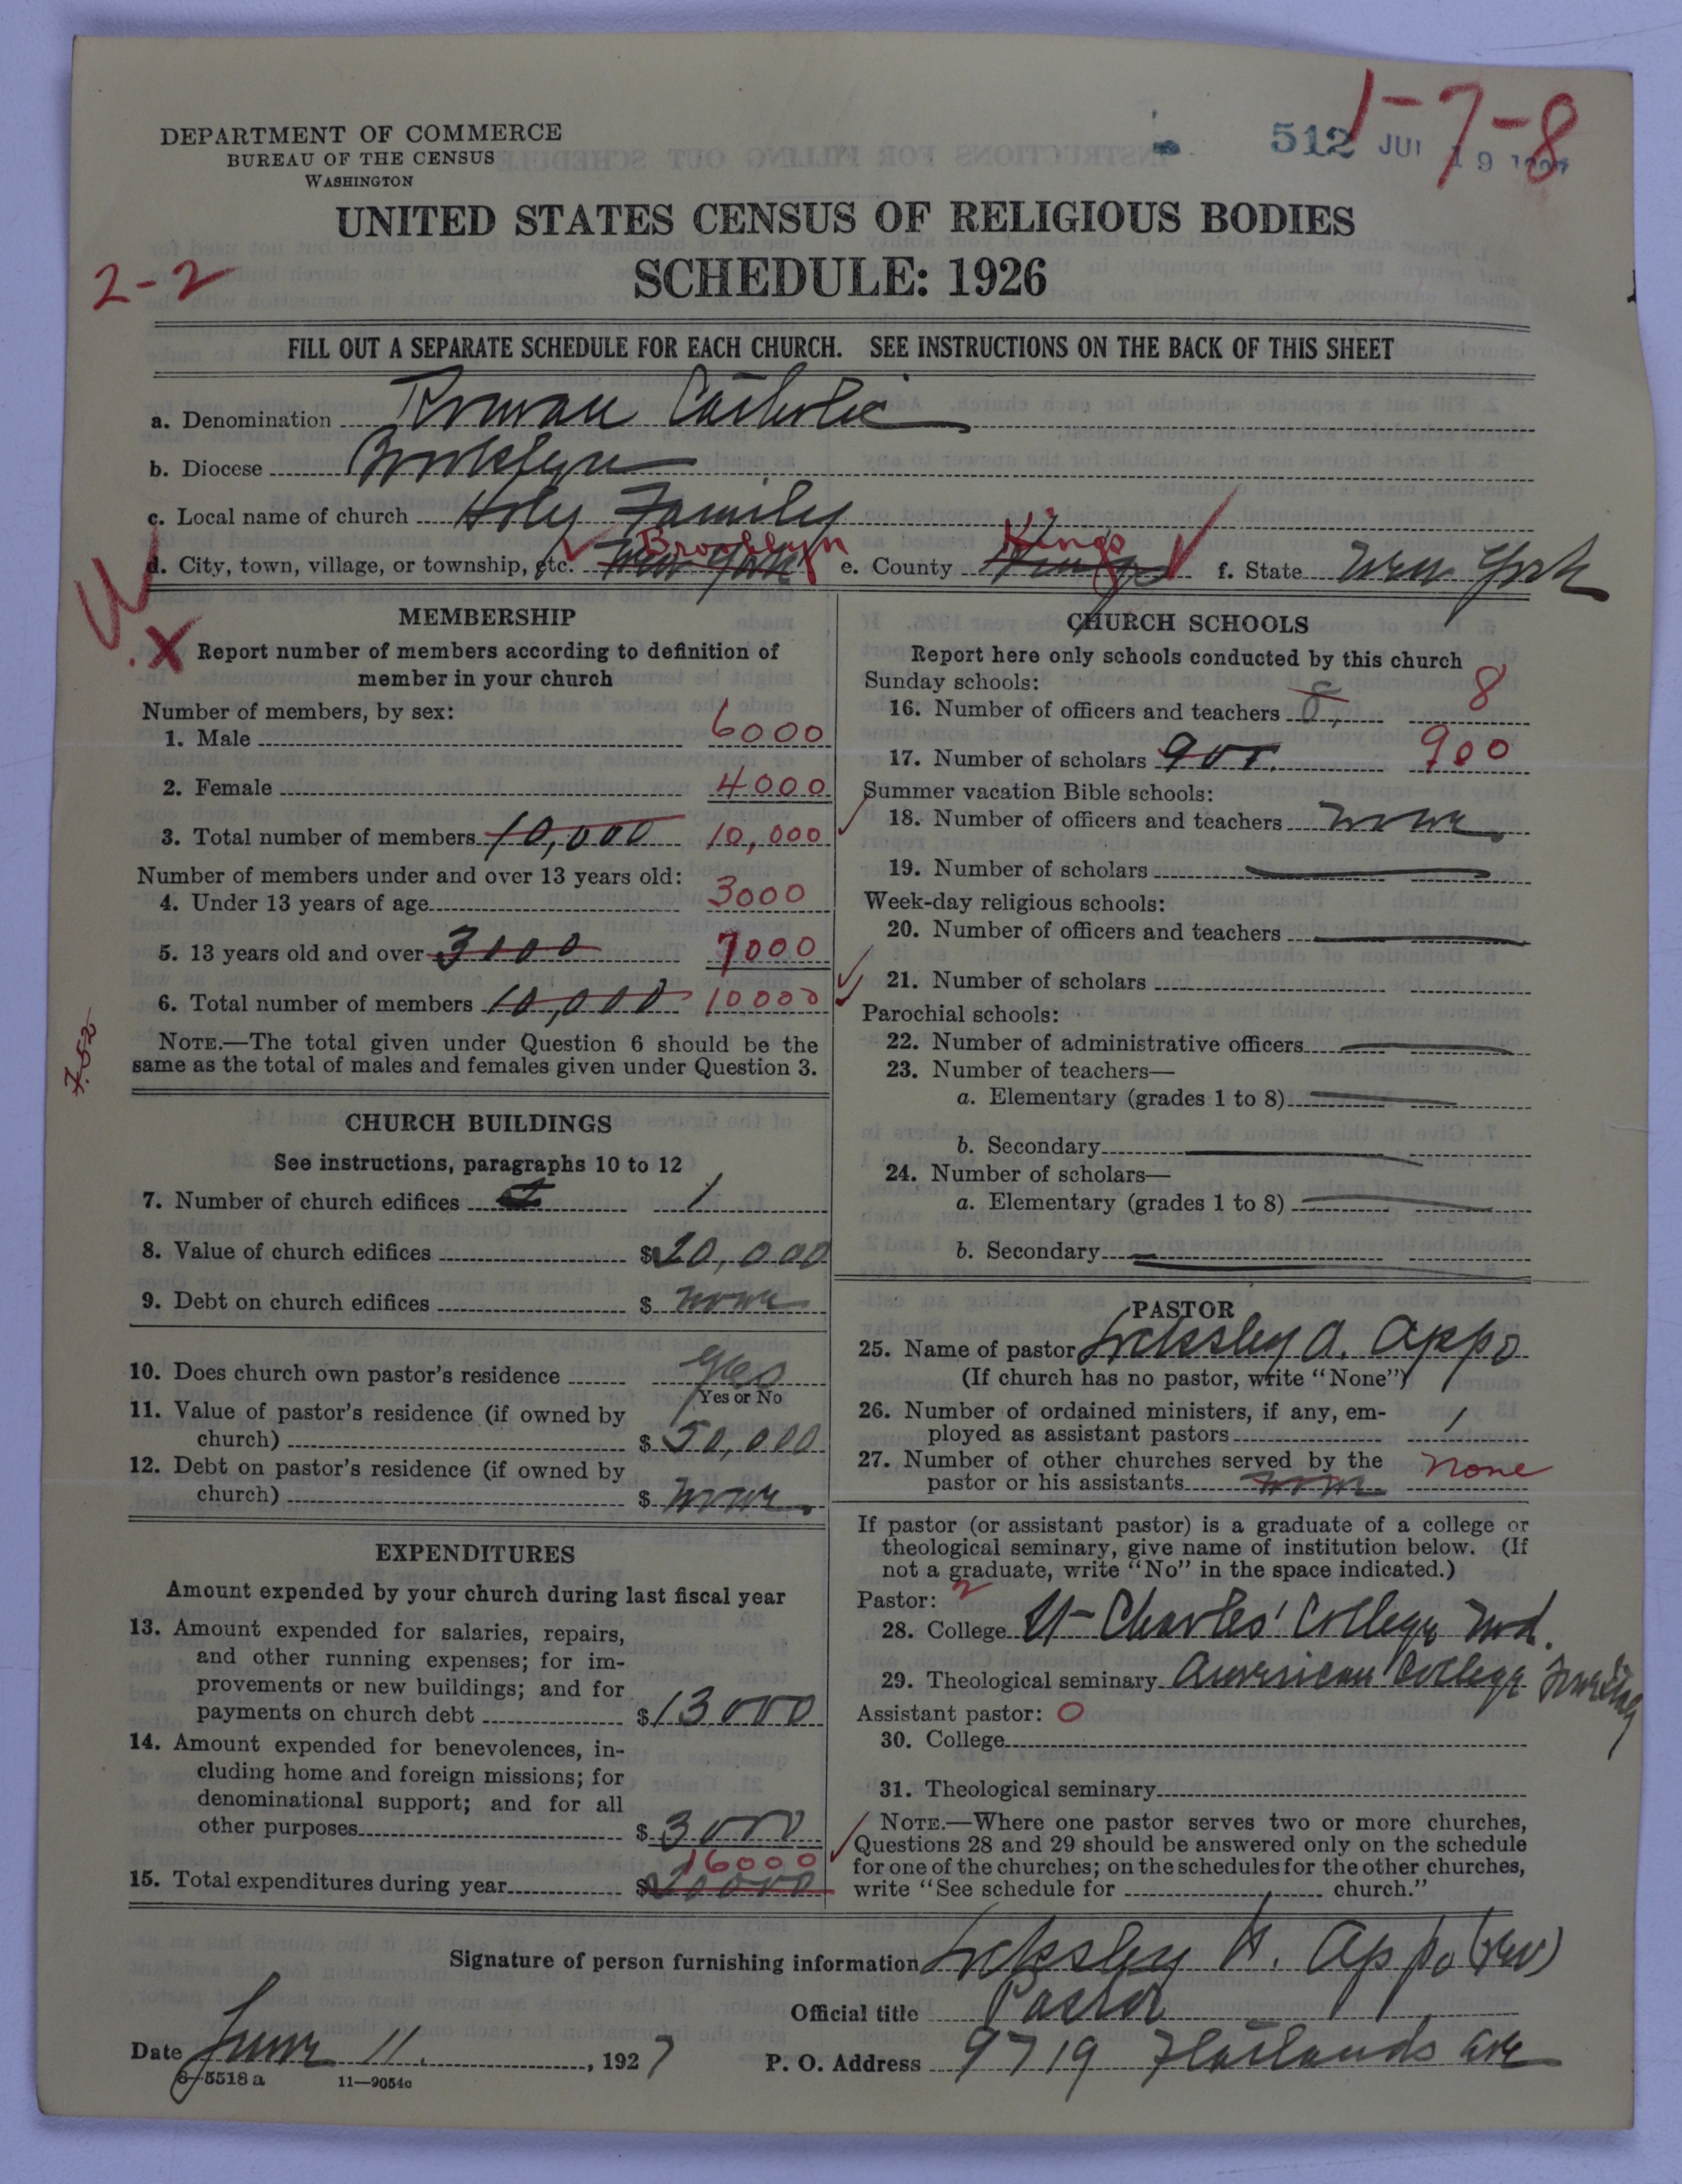 DEPARTMENT OF COMMERCE
BUREAU OF THE CENSUS
WASHINGTON
512 JUL 19 1927
1-7-8
UNITED STATES CENSUS OF RELIGIOUS BODIES
SCHEDULE: 1926
2-2
FILL OUT A SEPARATE SCHEDULE FOR EACH CHURCH. SEE INSTRUCTIONS ON THE BACK OF THIS SHEET
a. Denomination Roman Catholic
b. Diocese Brooklyn
c. Local name of church Holy Family
d. City, town, village, or township, etc. New York Brooklyn e. County Kings Kings f. State New York
MEMBERSHIP
X Report number of members according to definition of
member in your church
Number of members, by sex:
1. Male 6000
2. Female 4000
3. Total number of members 10,000 10,000
Number of members under and over 13 years old:
4. Under 13 years of age 3000
5. 13 years old and over 3000 7000
6. Total number of members 10,000 10000
NOTE.—The total given under Question 6 should be the
same as the total of males and females given under Question 3.
7.52
CHURCH BUILDINGS
See instructions, paragraphs 10 to 12
7. Number of church edifices 1
8. Value of church edifices $20,000
9. Debt on church edifices $ none
10. Does church own pastor's residence yes
Yes or No
11. Value of pastor's residence (if owned by
church) $ 50,000
12. Debt on pastor's residence (if owned by
church) $ none
EXPENDITURES
Amount expended by your church during last fiscal year
13. Amount expended for salaries, repairs,
and other running expenses; for im-
provements or new buildings; and for
payments on church debt $13000
14. Amount expended for benevolences, in-
cluding home and foreign missions; for
denominational support; and for all
other purposes $ 3000
16000
15. Total expenditures during year $20000
CHURCH SCHOOLS
Report here only schools conducted by this church
Sunday schools:
16. Number of officers and teachers 8, 8
17. Number of scholars 900. 900
Summer vacation Bible schools:
18. Number of officers and teachers none
19. Number of scholars
Week-day religious schools:
20. Number of officers and teachers
21. Number of scholars
Parochial schools:
22. Number of administrative officers
23. Number of teachers—
a. Elementary (grades 1 to 8)
b. Secondary
24. Number of scholars—
a. Elementary (grades 1 to 8)
b. Secondary
PASTOR
25. Name of pastor Locksley A. Appo
(If church has no pastor, write "None")
26. Number of ordained ministers, if any, em-
ployed as assistant pastors 1
27. Number of other churches served by the
pastor or his assistants none none
If pastor (or assistant pastor) is a graduate of a college or
theological seminary, give name of institution below. (If
not a graduate, write "No" in the space indicated.)
Pastor: 2
28. College St Charles' College Md.
29. Theological seminary American College
Assistant pastor: 0
30. College
31. Theological seminary
NOTE.—Where one pastor serves two or more churches,
Questions 28 and 29 should be answered only on the schedule
for one of the churches; on the schedules for the other churches,
write "See schedule for church."
Signature of person furnishing information Locksley A. Appo (Rev)
Official title Pastor
Date June 11, 1927 P. O. Address 9719 Flatlands Ave
8-5518 a 11—9054c